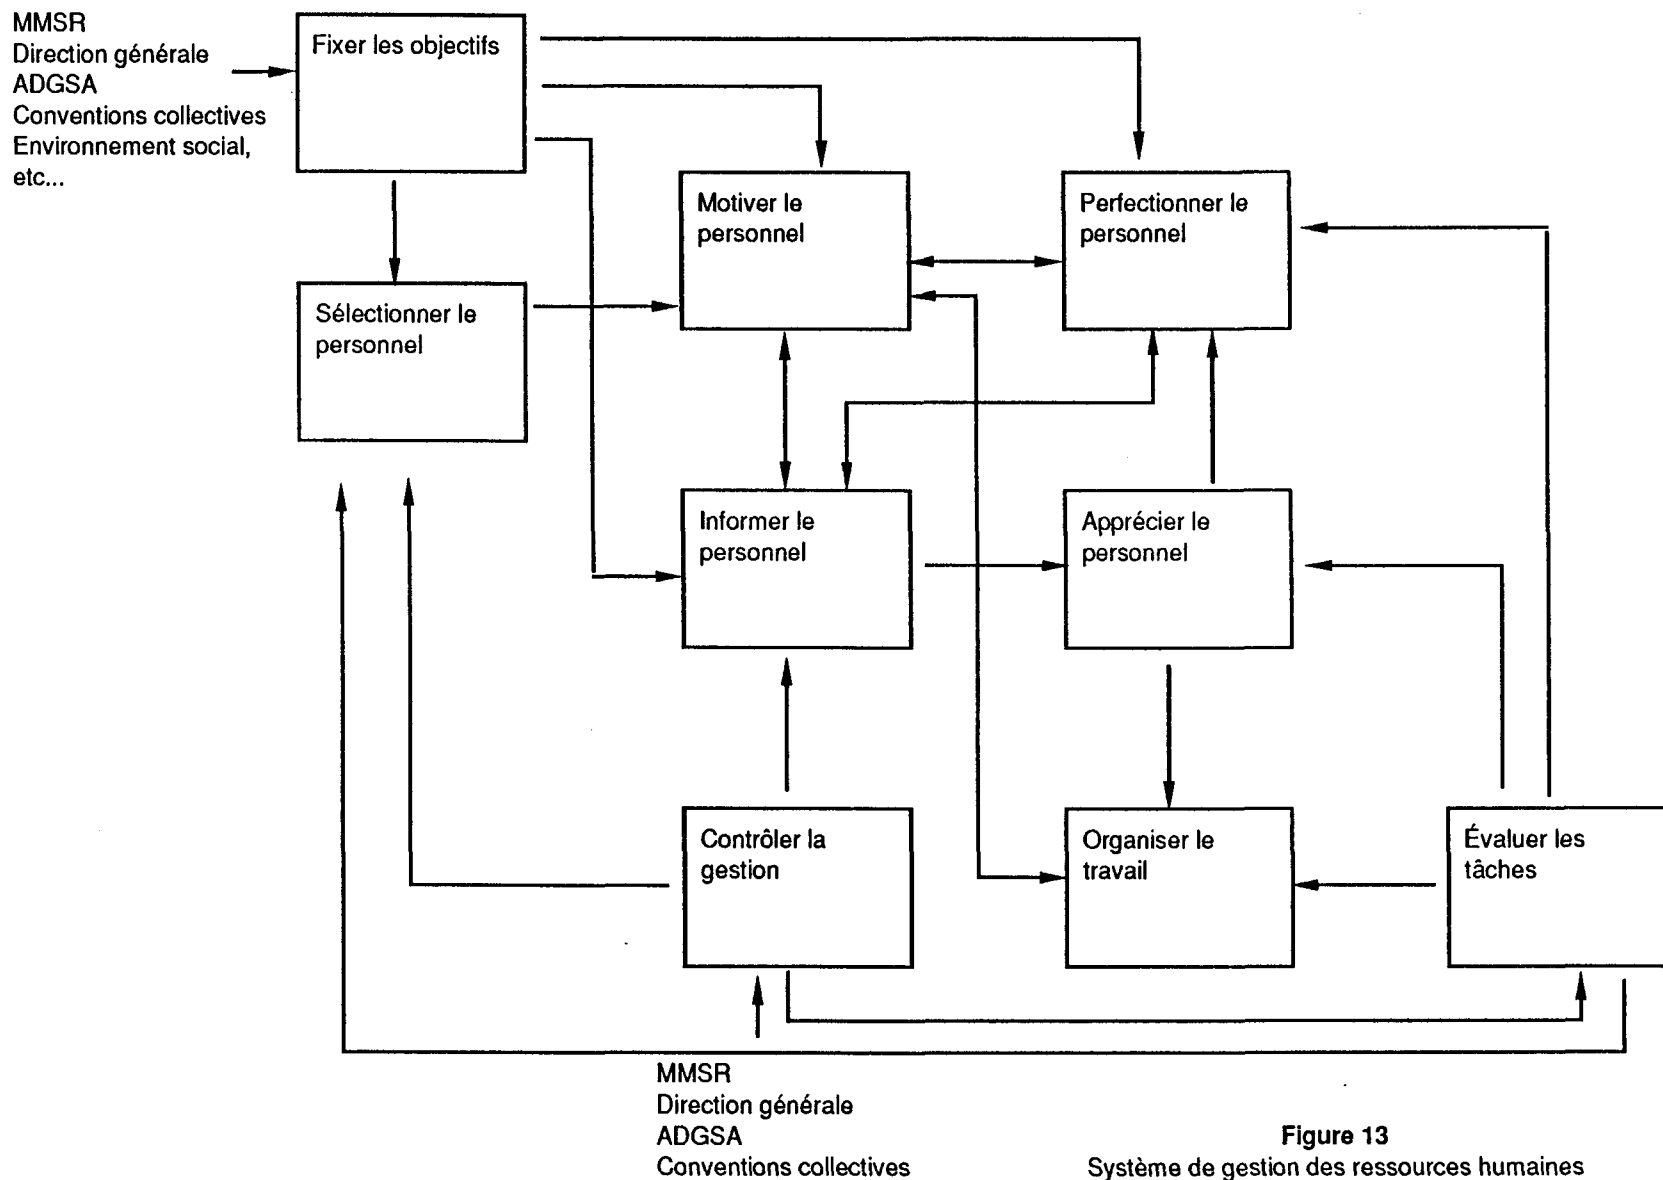 MMSR
Direction générale
ADGSA
Conventions collectives
Environnement social,
etc...
Fixer les objectifs
Motiver le
personnel
Perfectionner le
personnel
Sélectionner le
personnel
Informer le
personnel
Apprécier le
personnel
Contrôler la
gestion
Organiser le
travail
Évaluer les
tâches
MMSR
Direction générale
ADGSA
Conventions collectives
Figure 13
Système de gestion des ressources humaines